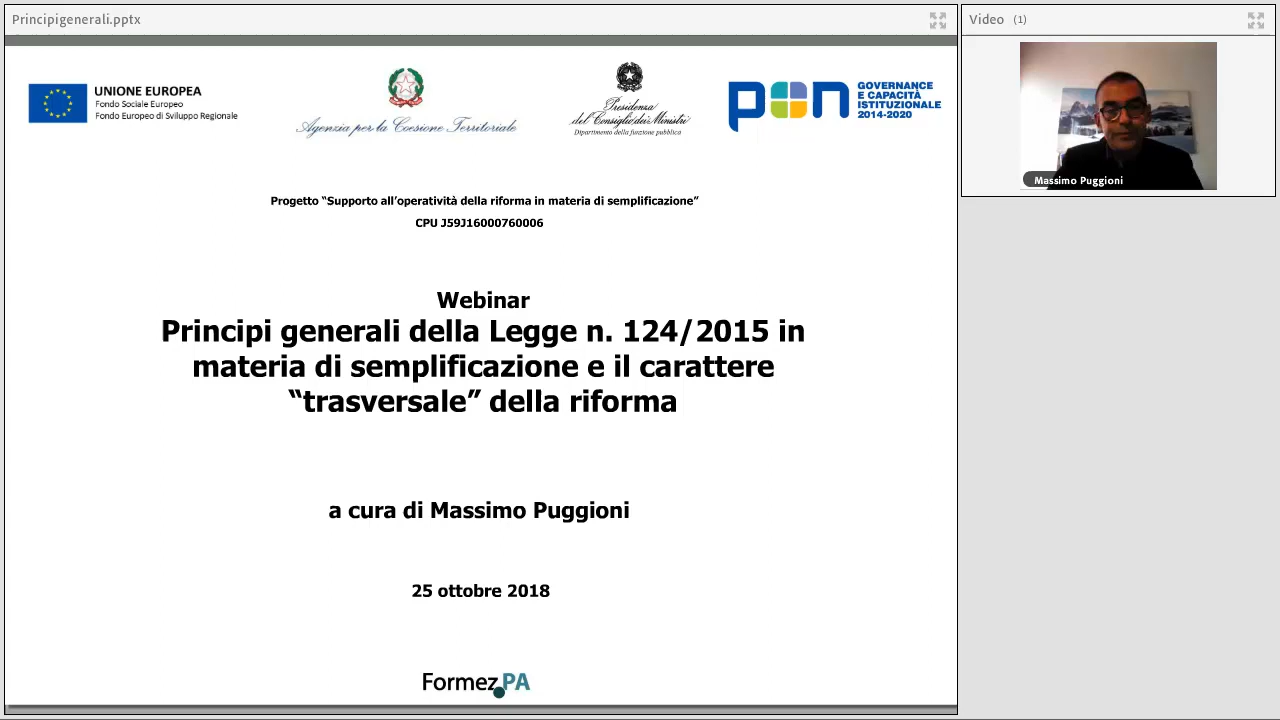 Principigenerali.pptx
Video (1)
UNIONE EUROPEA
Fondo Sociale Europeo
Fondo Europeo di Sviluppo Regionale
Agenzia per la Coesione Territoriale
Presidenza
del Consiglio dei Ministri
Dipartimento della funzione pubblica
pon
GOVERNANCE
E CAPACITÀ
ISTITUZIONALE
2014-2020
Massimo Puggioni
Progetto “Supporto all’operatività della riforma in materia di semplificazione”
CPU J59J16000760006
Webinar
Principi generali della Legge n. 124/2015 in
materia di semplificazione e il carattere
“trasversale” della riforma
a cura di Massimo Puggioni
25 ottobre 2018
Formez PA